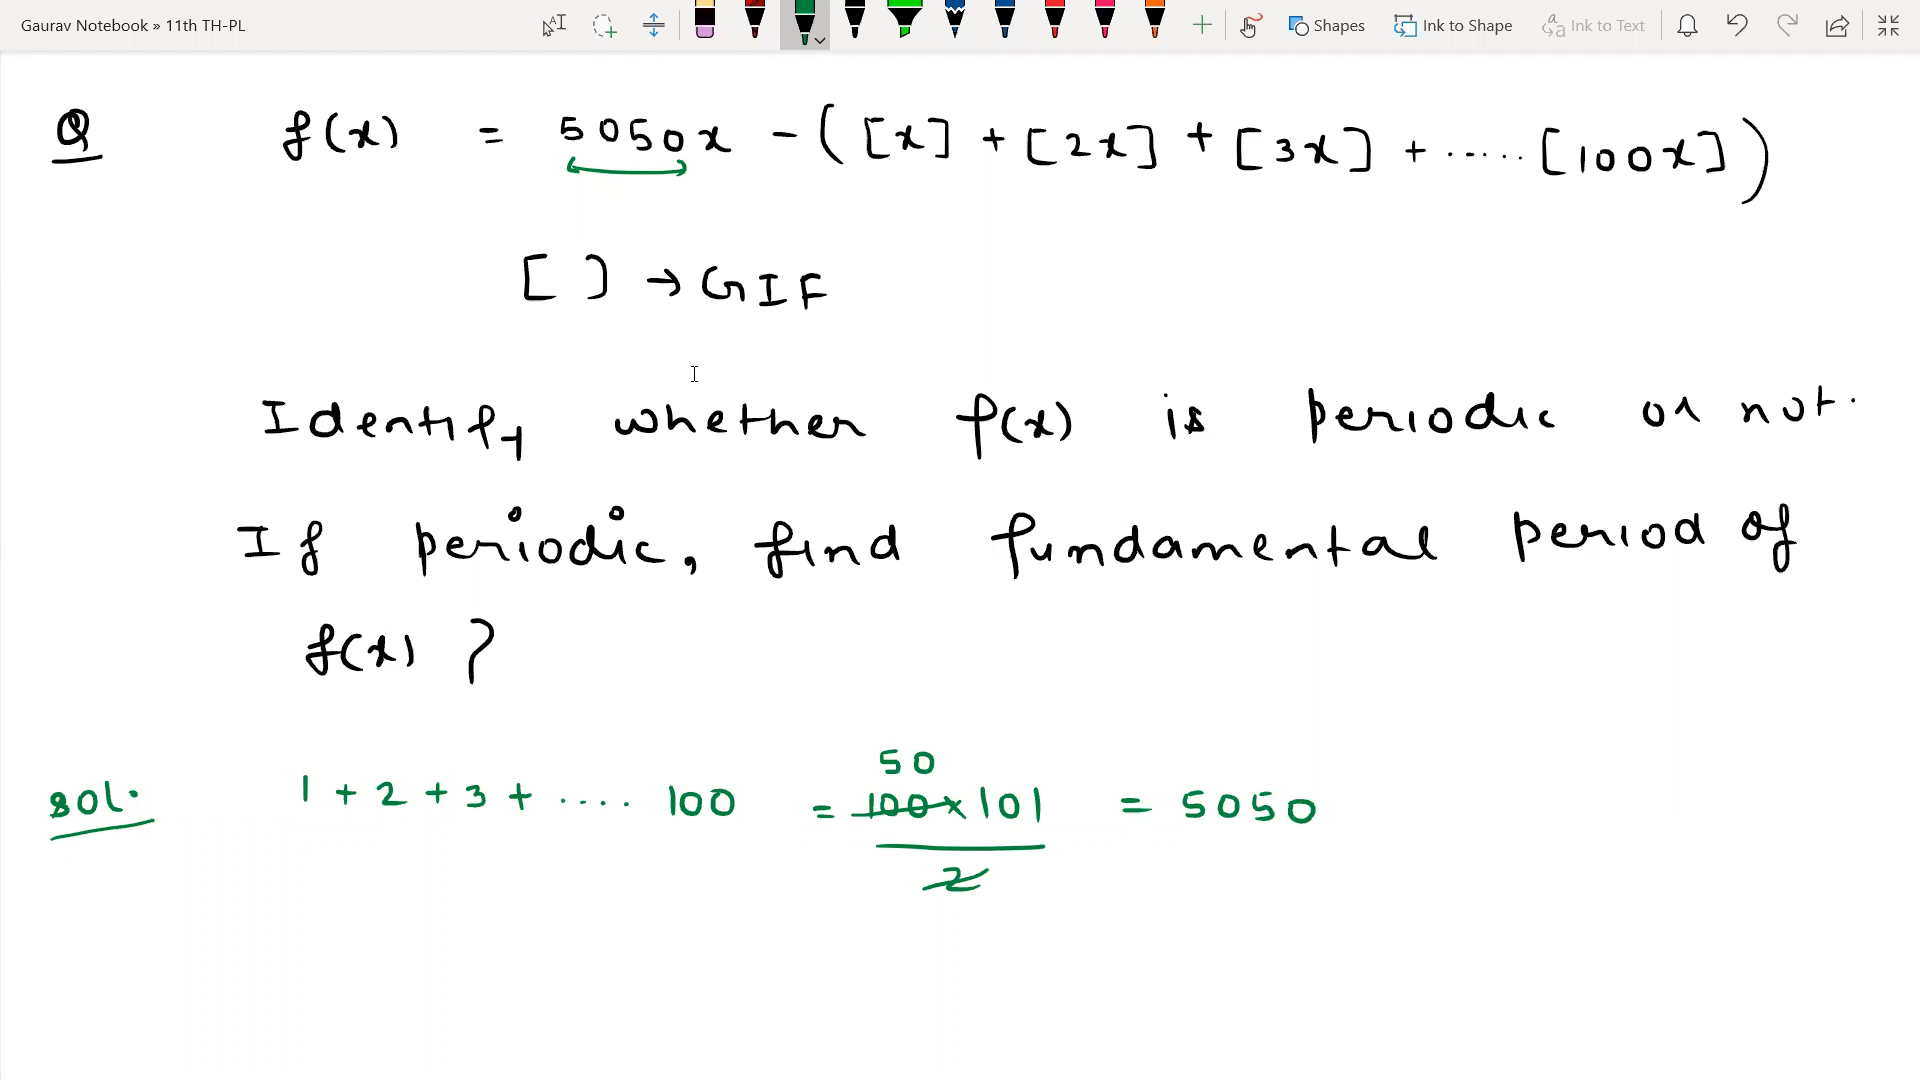 Gaurav Notebook » 11th TH-PL
Shapes Ink to Shape Ink to Text
Q f(x) = 5050x - ([x] + [2x] + [3x] + ..... [100x])
[ ] → GIF
Identify whether f(x) is periodic or not.
If periodic, find fundamental period of
f(x) ?
50
sol. 1 + 2 + 3 + .... 100 = 100 × 101 = 5050
2